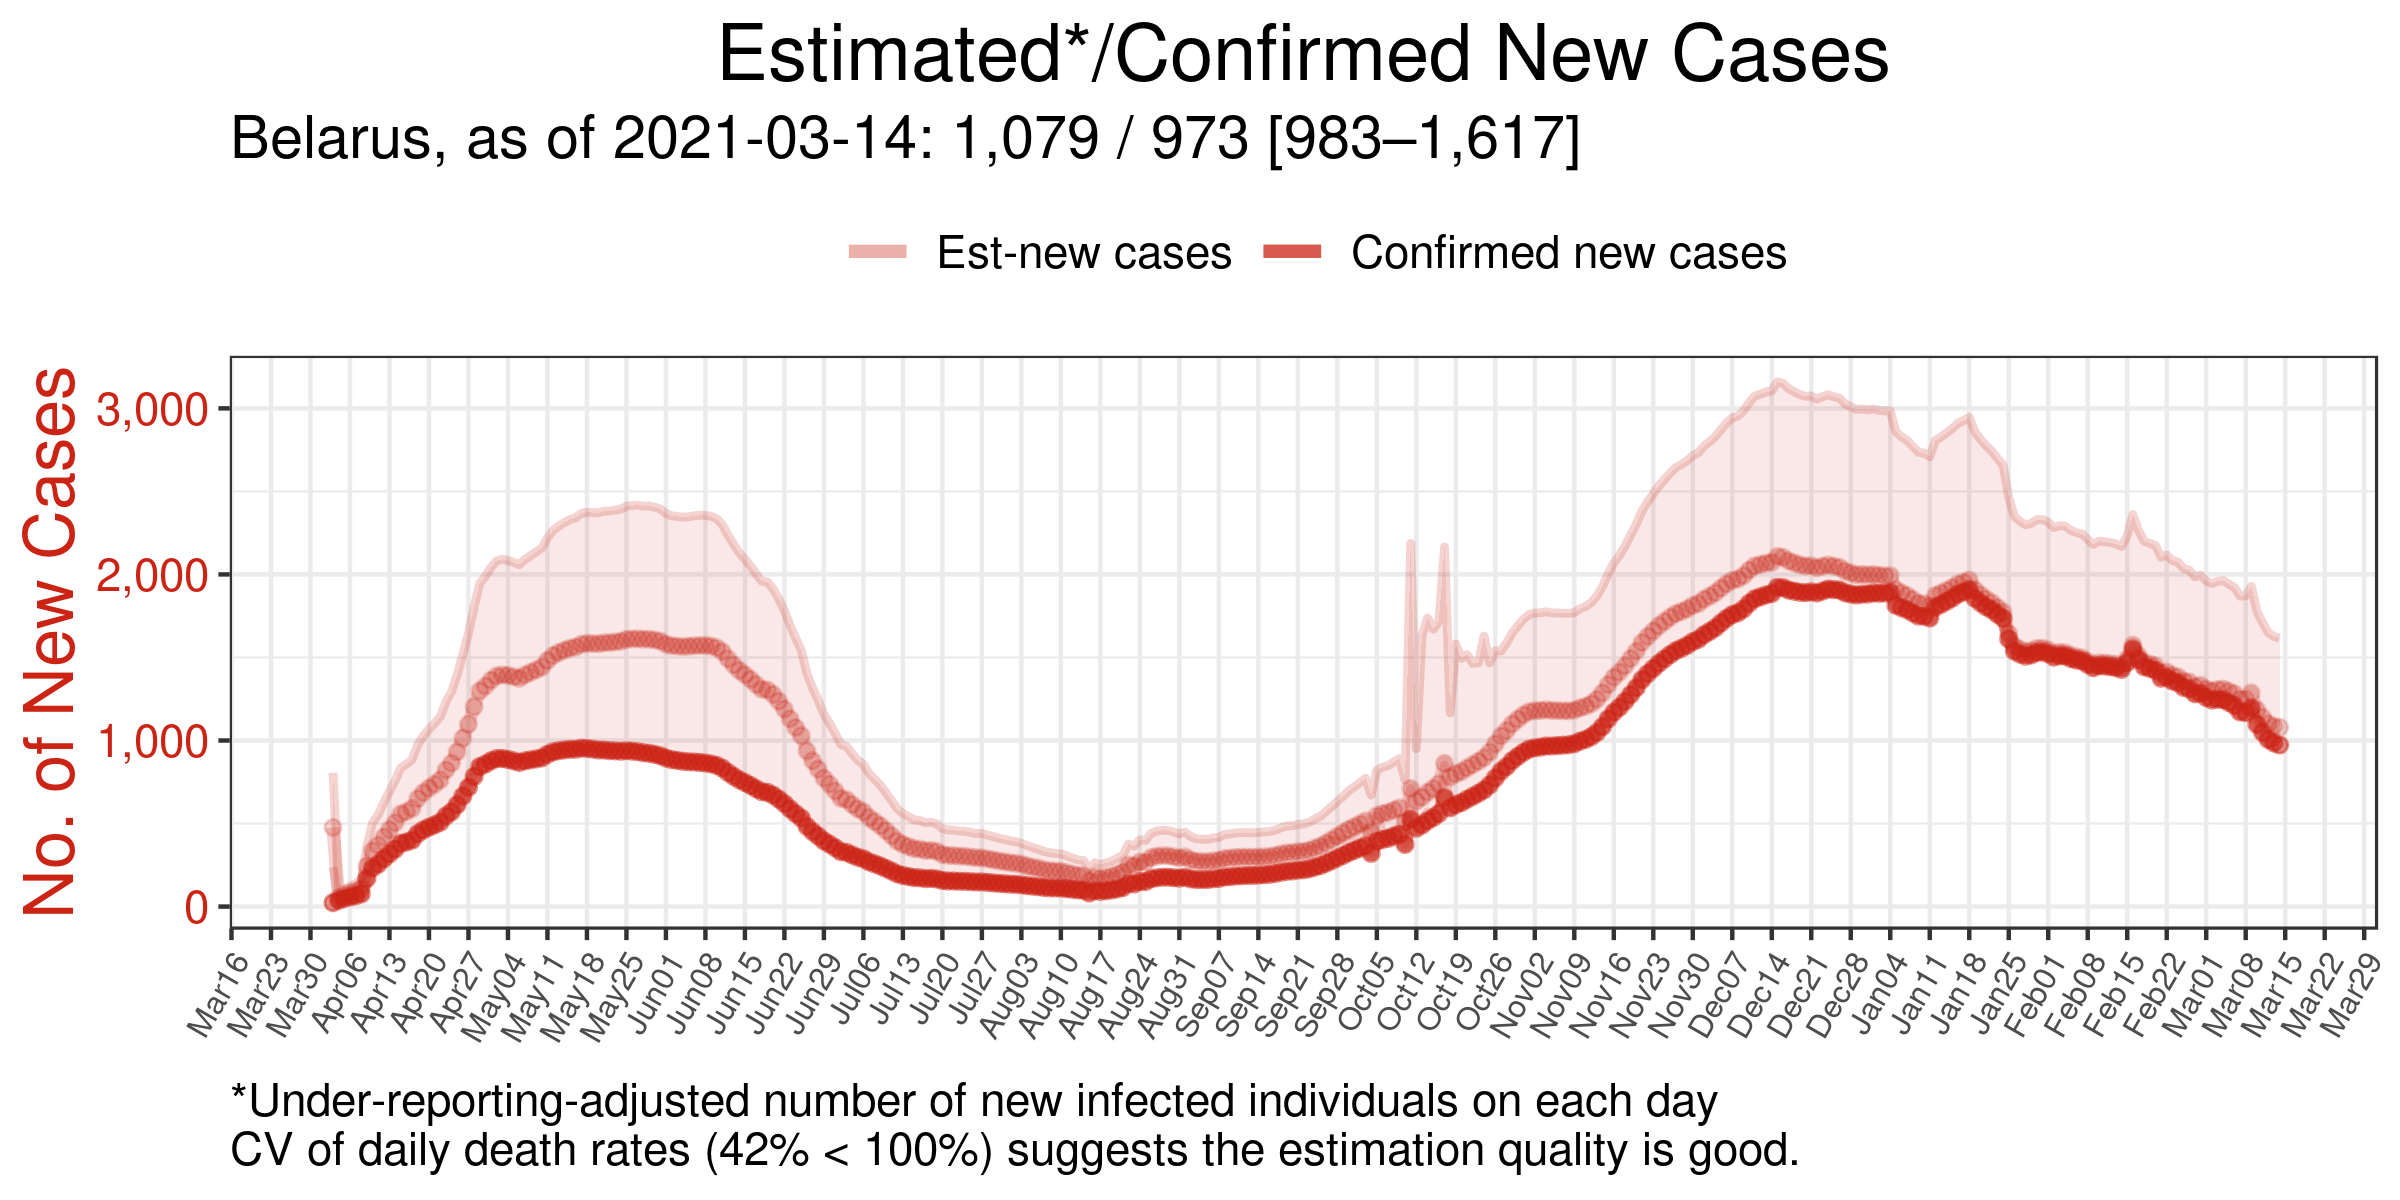 Estimated*/Confirmed New Cases
Belarus, as of 2021-03-14: 1,079 / 973 [983–1,617]
Est-new cases Confirmed new cases
No. of New Cases
3,000
2,000
1,000
0
Mar16 Mar23 Mar30 Apr06 Apr13 Apr20 Apr27 May04 May11 May18 May25 Jun01 Jun08 Jun15 Jun22 Jun29 Jul06 Jul13 Jul20 Jul27 Aug03 Aug10 Aug17 Aug24 Aug31 Sep07 Sep14 Sep21 Sep28 Oct05 Oct12 Oct19 Oct26 Nov02 Nov09 Nov16 Nov23 Nov30 Dec07 Dec14 Dec21 Dec28 Jan04 Jan11 Jan18 Jan25 Feb01 Feb08 Feb15 Feb22 Mar01 Mar08 Mar15 Mar22 Mar29
*Under-reporting-adjusted number of new infected individuals on each day
CV of daily death rates (42% < 100%) suggests the estimation quality is good.